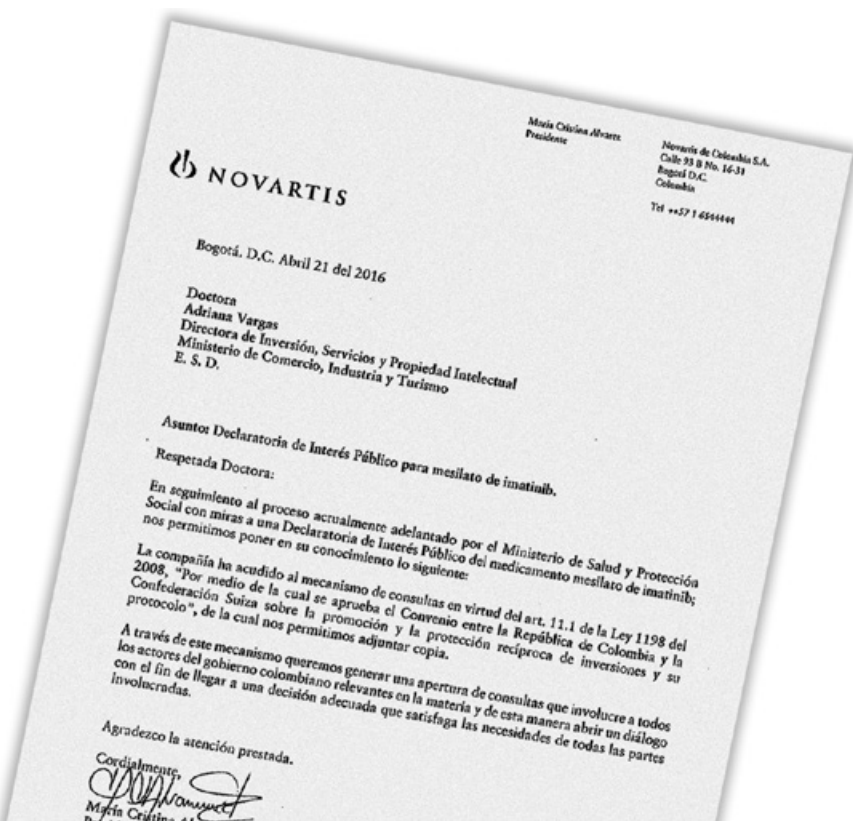 María Cristina Alvarez
Presidente
Novartis de Colombia S.A.
Calle 93 B No. 16-31
Bogotá D.C.
Colombia
Tel ++57 1 6544444
NOVARTIS
Bogotá, D.C. Abril 21 del 2016
Doctora
Adriana Vargas
Directora de Inversión, Servicios y Propiedad Intelectual
Ministerio de Comercio, Industria y Turismo
E. S. D.
Asunto: Declaratoria de Interés Público para mesilato de imatinib.
Respetada Doctora:
En seguimiento al proceso actualmente adelantado por el Ministerio de Salud y Protección
Social con miras a una Declaratoria de Interés Público del medicamento mesilato de imatinib;
nos permitimos poner en su conocimiento lo siguiente:
La compañía ha acudido al mecanismo de consultas en virtud del art. 11.1 de la Ley 1198 del
2008, "Por medio de la cual se aprueba el Convenio entre la República de Colombia y la
Confederación Suiza sobre la promoción y la protección recíproca de inversiones y su
protocolo", de la cual nos permitimos adjuntar copia.
A través de este mecanismo queremos generar una apertura de consultas que involucre a todos
los actores del gobierno colombiano relevantes en la materia y de esta manera abrir un diálogo
con el fin de llegar a una decisión adecuada que satisfaga las necesidades de todas las partes
involucradas.
Agradezco la atención prestada.
Cordialmente,
María Cristina